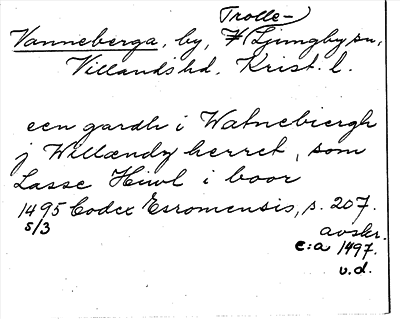 Trolle-
Vanneberga, by, V Ljungby sn,
Villands hd. Krist. l.
een gardh i Watnebiergh
j Willændz herret, som
Lasse Hiwl i boor
1495 Codex Esromensis, s. 207.
5/3
avskr.
c:a 1497.
v.d.